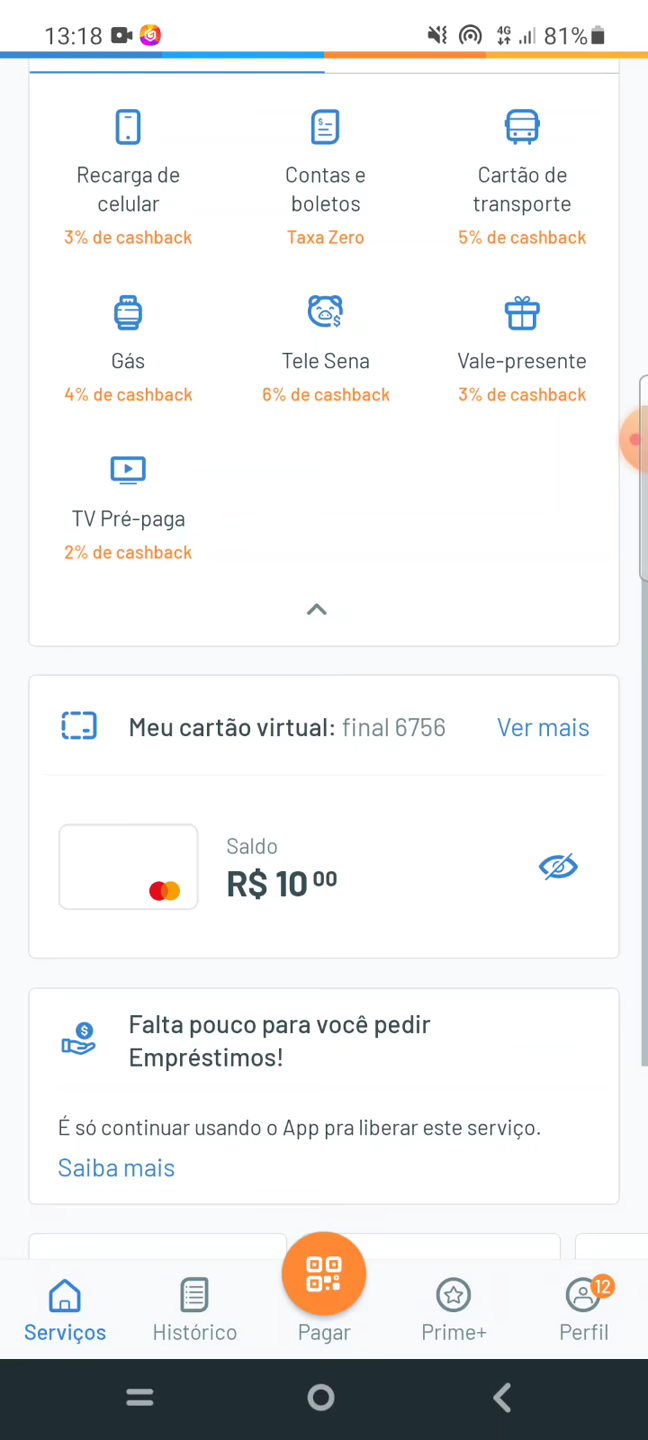 13:18 4G 81%
Recarga de celular
3% de cashback
Contas e boletos
Taxa Zero
Cartão de transporte
5% de cashback
Gás
4% de cashback
Tele Sena
6% de cashback
Vale-presente
3% de cashback
TV Pré-paga
2% de cashback
Meu cartão virtual: final 6756 Ver mais
Saldo
R$ 10 00
Falta pouco para você pedir
Empréstimos!
É só continuar usando o App pra liberar este serviço.
Saiba mais
12
Serviços Histórico Pagar Prime+ Perfil